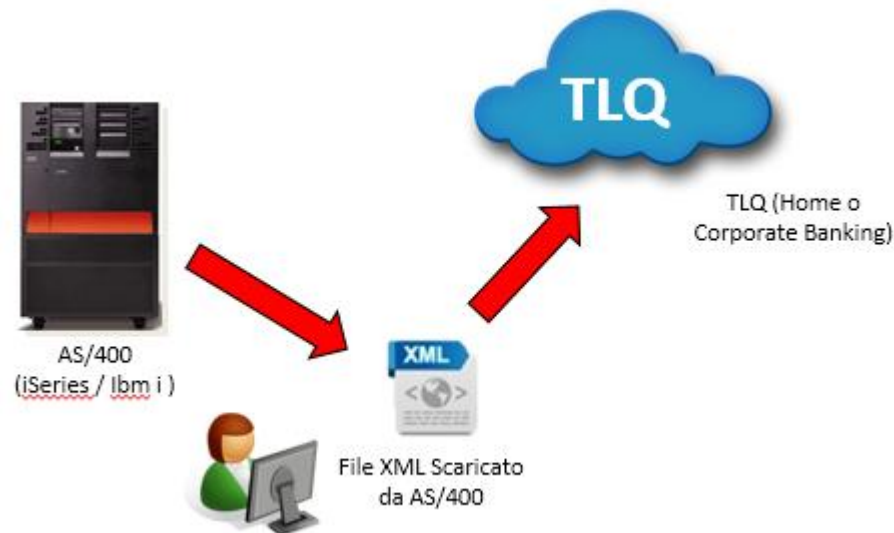 TLQ
TLQ (Home o
Corporate Banking)
AS/400
(iSeries / Ibm i )
XML
File XML Scaricato
da AS/400